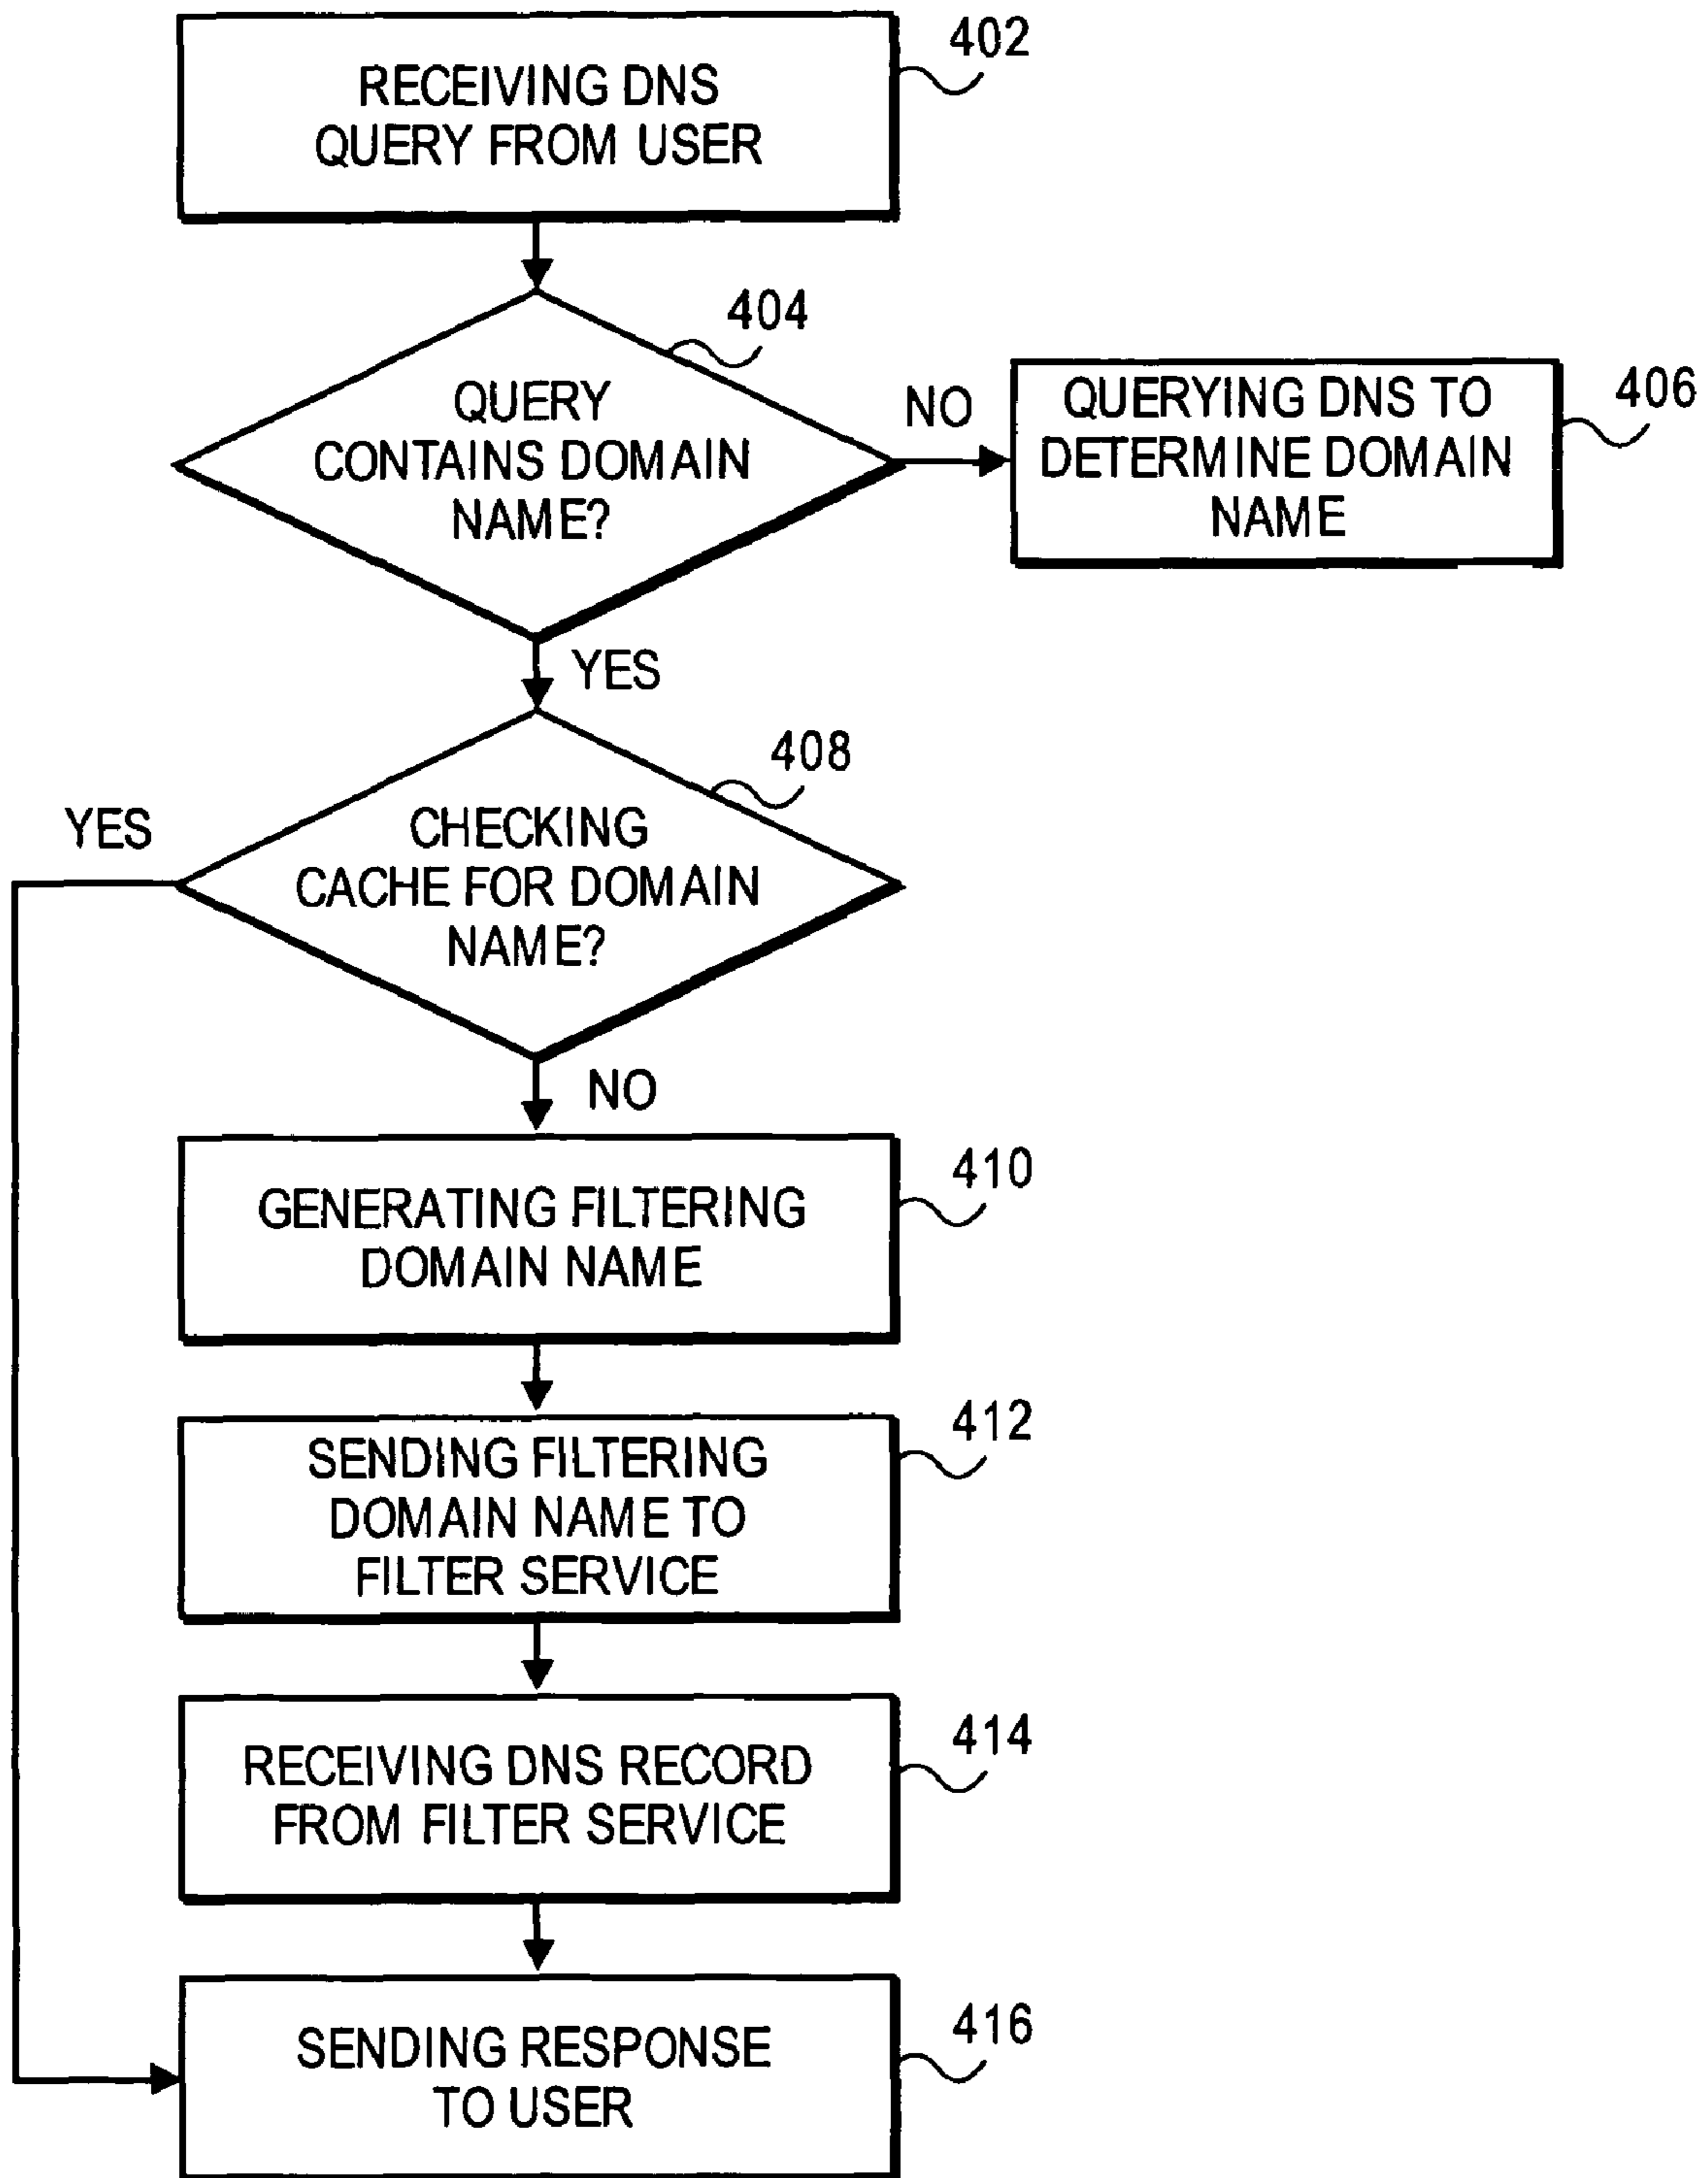 RECEIVING DNS
QUERY FROM USER
402
QUERY
CONTAINS DOMAIN
NAME?
404
NO
QUERYING DNS TO
DETERMINE DOMAIN
NAME
406
YES
CHECKING
CACHE FOR DOMAIN
NAME?
408
YES
NO
GENERATING FILTERING
DOMAIN NAME
410
SENDING FILTERING
DOMAIN NAME TO
FILTER SERVICE
412
RECEIVING DNS RECORD
FROM FILTER SERVICE
414
SENDING RESPONSE
TO USER
416